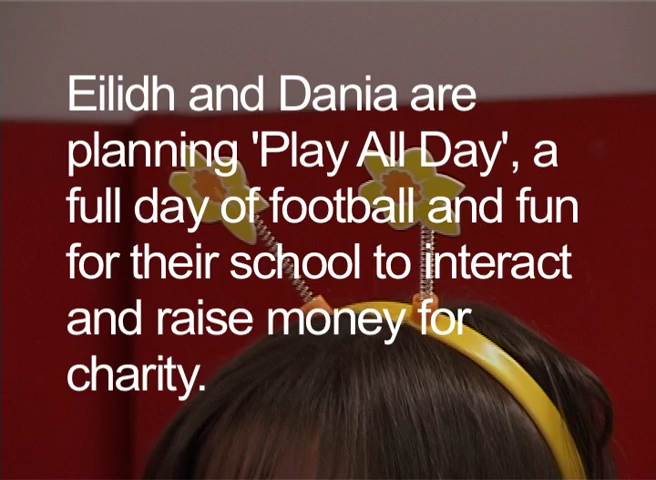 Eilidh and Dania are
planning 'Play All Day', a
full day of football and fun
for their school to interact
and raise money for
charity.